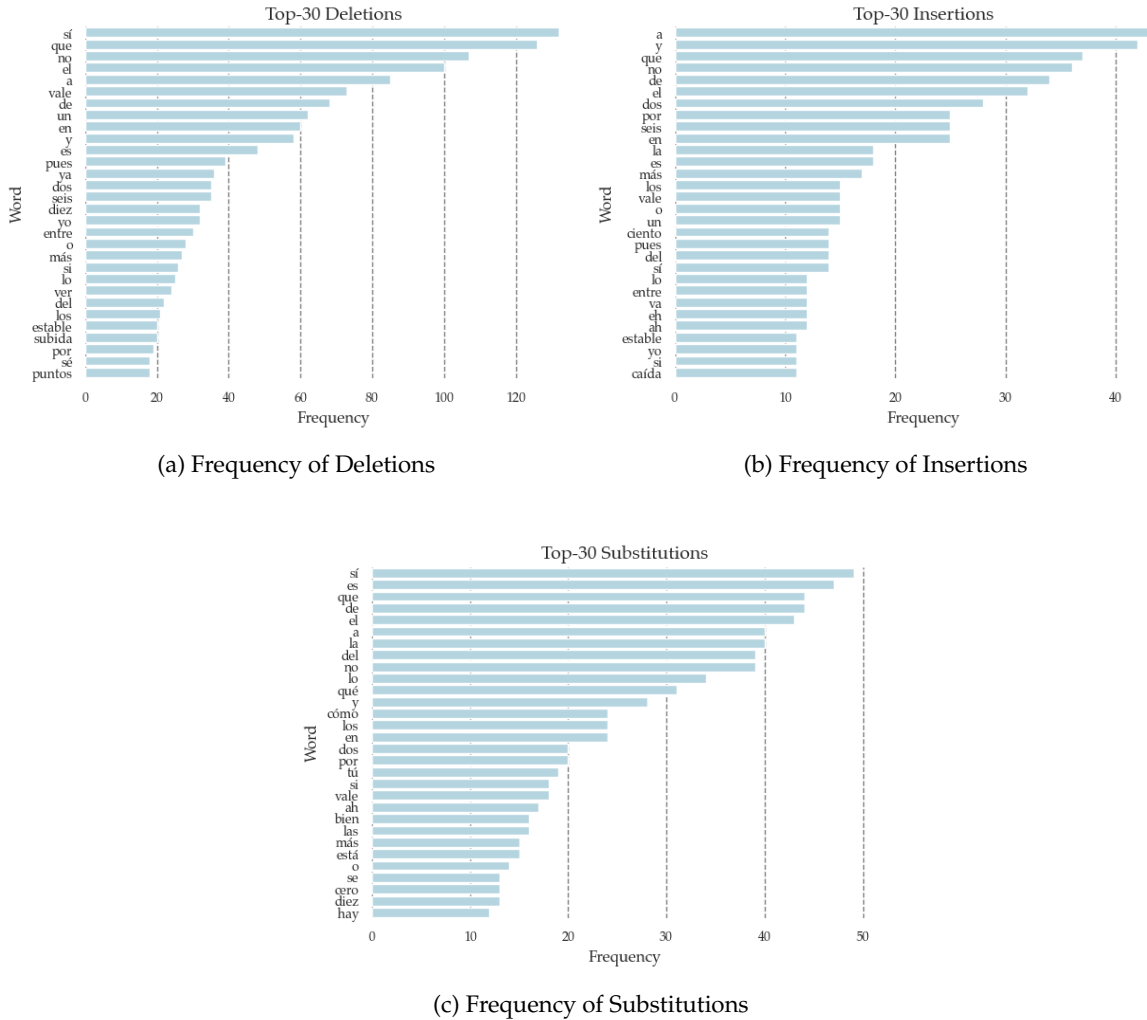 Top-30 Deletions
Word
sí
que
no
el
a
vale
de
un
en
y
es
pues
ya
dos
seis
diez
yo
entre
o
más
si
lo
ver
del
los
estable
subida
por
sé
puntos
0 20 40 60 80 100 120
Frequency
(a) Frequency of Deletions
Top-30 Insertions
Word
a
y
que
no
de
el
dos
por
seis
en
la
es
más
los
vale
o
un
ciento
pues
del
sí
lo
entre
ya
eh
ah
estable
yo
si
caída
0 10 20 30 40
Frequency
(b) Frequency of Insertions
Top-30 Substitutions
Word
sí
es
que
de
el
a
la
del
no
lo
qué
y
cómo
los
en
dos
por
tú
si
vale
ah
bien
las
más
está
o
se
cero
diez
hay
0 10 20 30 40 50
Frequency
(c) Frequency of Substitutions